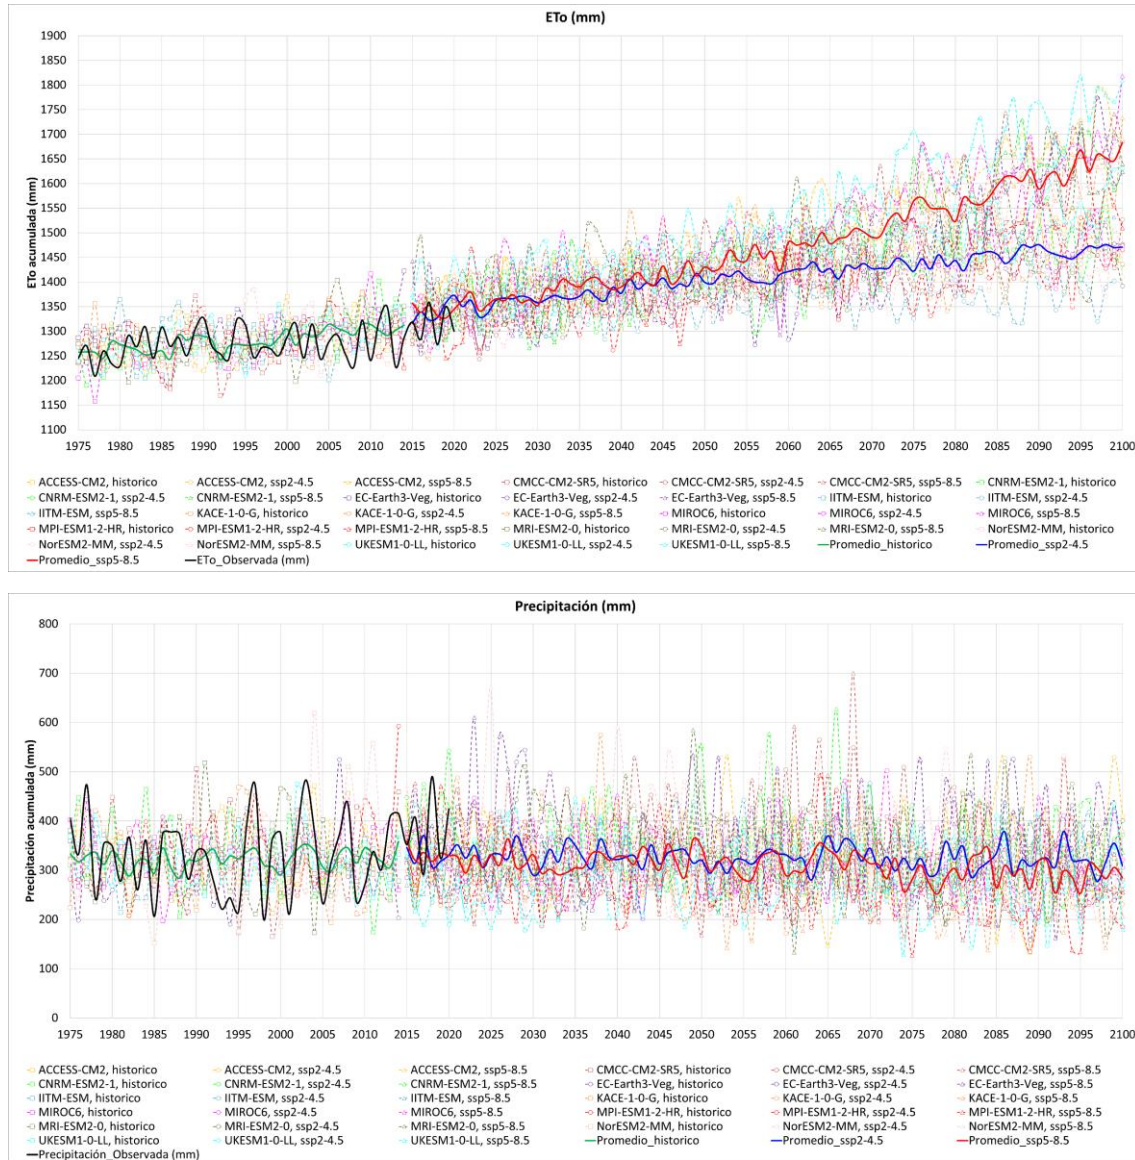 ETo (mm)
1900
1850
1800
1750
1700
1650
1600
1550
1500
1450
1400
1350
1300
1250
1200
1150
1100
ETo acumulada (mm)
1975 1980 1985 1990 1995 2000 2005 2010 2015 2020 2025 2030 2035 2040 2045 2050 2055 2060 2065 2070 2075 2080 2085 2090 2095 2100
ACCESS-CM2, historico ACCESS-CM2, ssp2-4.5 ACCESS-CM2, ssp5-8.5 CMCC-CM2-SR5, historico CMCC-CM2-SR5, ssp2-4.5 CMCC-CM2-SR5, ssp5-8.5 CNRM-ESM2-1, historico
CNRM-ESM2-1, ssp2-4.5 CNRM-ESM2-1, ssp5-8.5 EC-Earth3-Veg, historico EC-Earth3-Veg, ssp2-4.5 EC-Earth3-Veg, ssp5-8.5 IITM-ESM, historico IITM-ESM, ssp2-4.5
IITM-ESM, ssp5-8.5 KACE-1-0-G, historico KACE-1-0-G, ssp2-4.5 KACE-1-0-G, ssp5-8.5 MIROC6, historico MIROC6, ssp2-4.5 MIROC6, ssp5-8.5
MPI-ESM1-2-HR, historico MPI-ESM1-2-HR, ssp2-4.5 MPI-ESM1-2-HR, ssp5-8.5 MRI-ESM2-0, historico MRI-ESM2-0, ssp2-4.5 MRI-ESM2-0, ssp5-8.5 NorESM2-MM, historico
NorESM2-MM, ssp2-4.5 NorESM2-MM, ssp5-8.5 UKESM1-0-LL, historico UKESM1-0-LL, ssp2-4.5 UKESM1-0-LL, ssp5-8.5 Promedio_historico Promedio_ssp2-4.5
Promedio_ssp5-8.5 ETo_Observada (mm)
Precipitación (mm)
800
700
600
500
400
300
200
100
0
Precipitación acumulada (mm)
1975 1980 1985 1990 1995 2000 2005 2010 2015 2020 2025 2030 2035 2040 2045 2050 2055 2060 2065 2070 2075 2080 2085 2090 2095 2100
ACCESS-CM2, historico ACCESS-CM2, ssp2-4.5 ACCESS-CM2, ssp5-8.5 CMCC-CM2-SR5, historico CMCC-CM2-SR5, ssp2-4.5 CMCC-CM2-SR5, ssp5-8.5
CNRM-ESM2-1, historico CNRM-ESM2-1, ssp2-4.5 CNRM-ESM2-1, ssp5-8.5 EC-Earth3-Veg, historico EC-Earth3-Veg, ssp2-4.5 EC-Earth3-Veg, ssp5-8.5
IITM-ESM, historico IITM-ESM, ssp2-4.5 IITM-ESM, ssp5-8.5 KACE-1-0-G, historico KACE-1-0-G, ssp2-4.5 KACE-1-0-G, ssp5-8.5
MIROC6, historico MIROC6, ssp2-4.5 MIROC6, ssp5-8.5 MPI-ESM1-2-HR, historico MPI-ESM1-2-HR, ssp2-4.5 MPI-ESM1-2-HR, ssp5-8.5
MRI-ESM2-0, historico MRI-ESM2-0, ssp2-4.5 MRI-ESM2-0, ssp5-8.5 NorESM2-MM, historico NorESM2-MM, ssp2-4.5 NorESM2-MM, ssp5-8.5
UKESM1-0-LL, historico UKESM1-0-LL, ssp2-4.5 UKESM1-0-LL, ssp5-8.5 Promedio_historico Promedio_ssp2-4.5 Promedio_ssp5-8.5
Precipitación_Observada (mm)